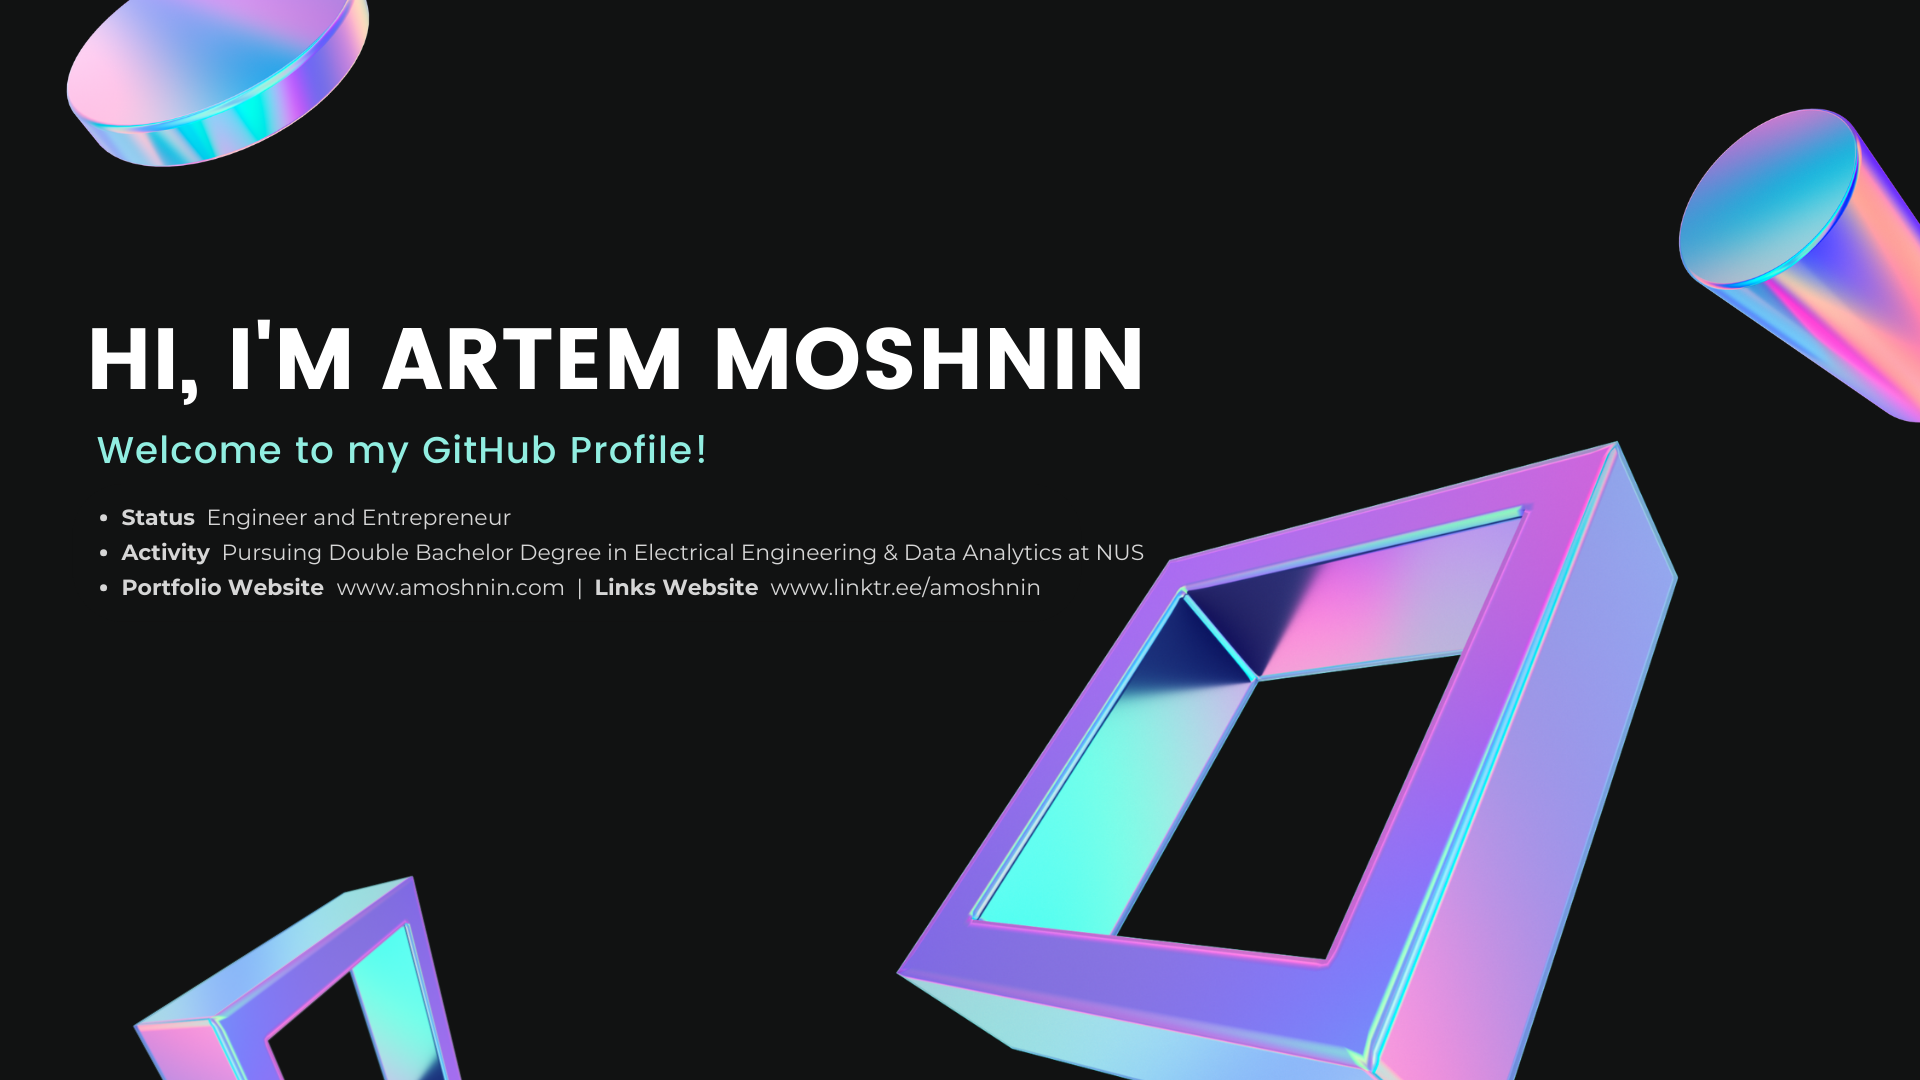 HI, I'M ARTEM MOSHNIN
Welcome to my GitHub Profile!
• Status Engineer and Entrepreneur
• Activity Pursuing Double Bachelor Degree in Electrical Engineering & Data Analytics at NUS
• Portfolio Website www.amoshnin.com | Links Website www.linktr.ee/amoshnin